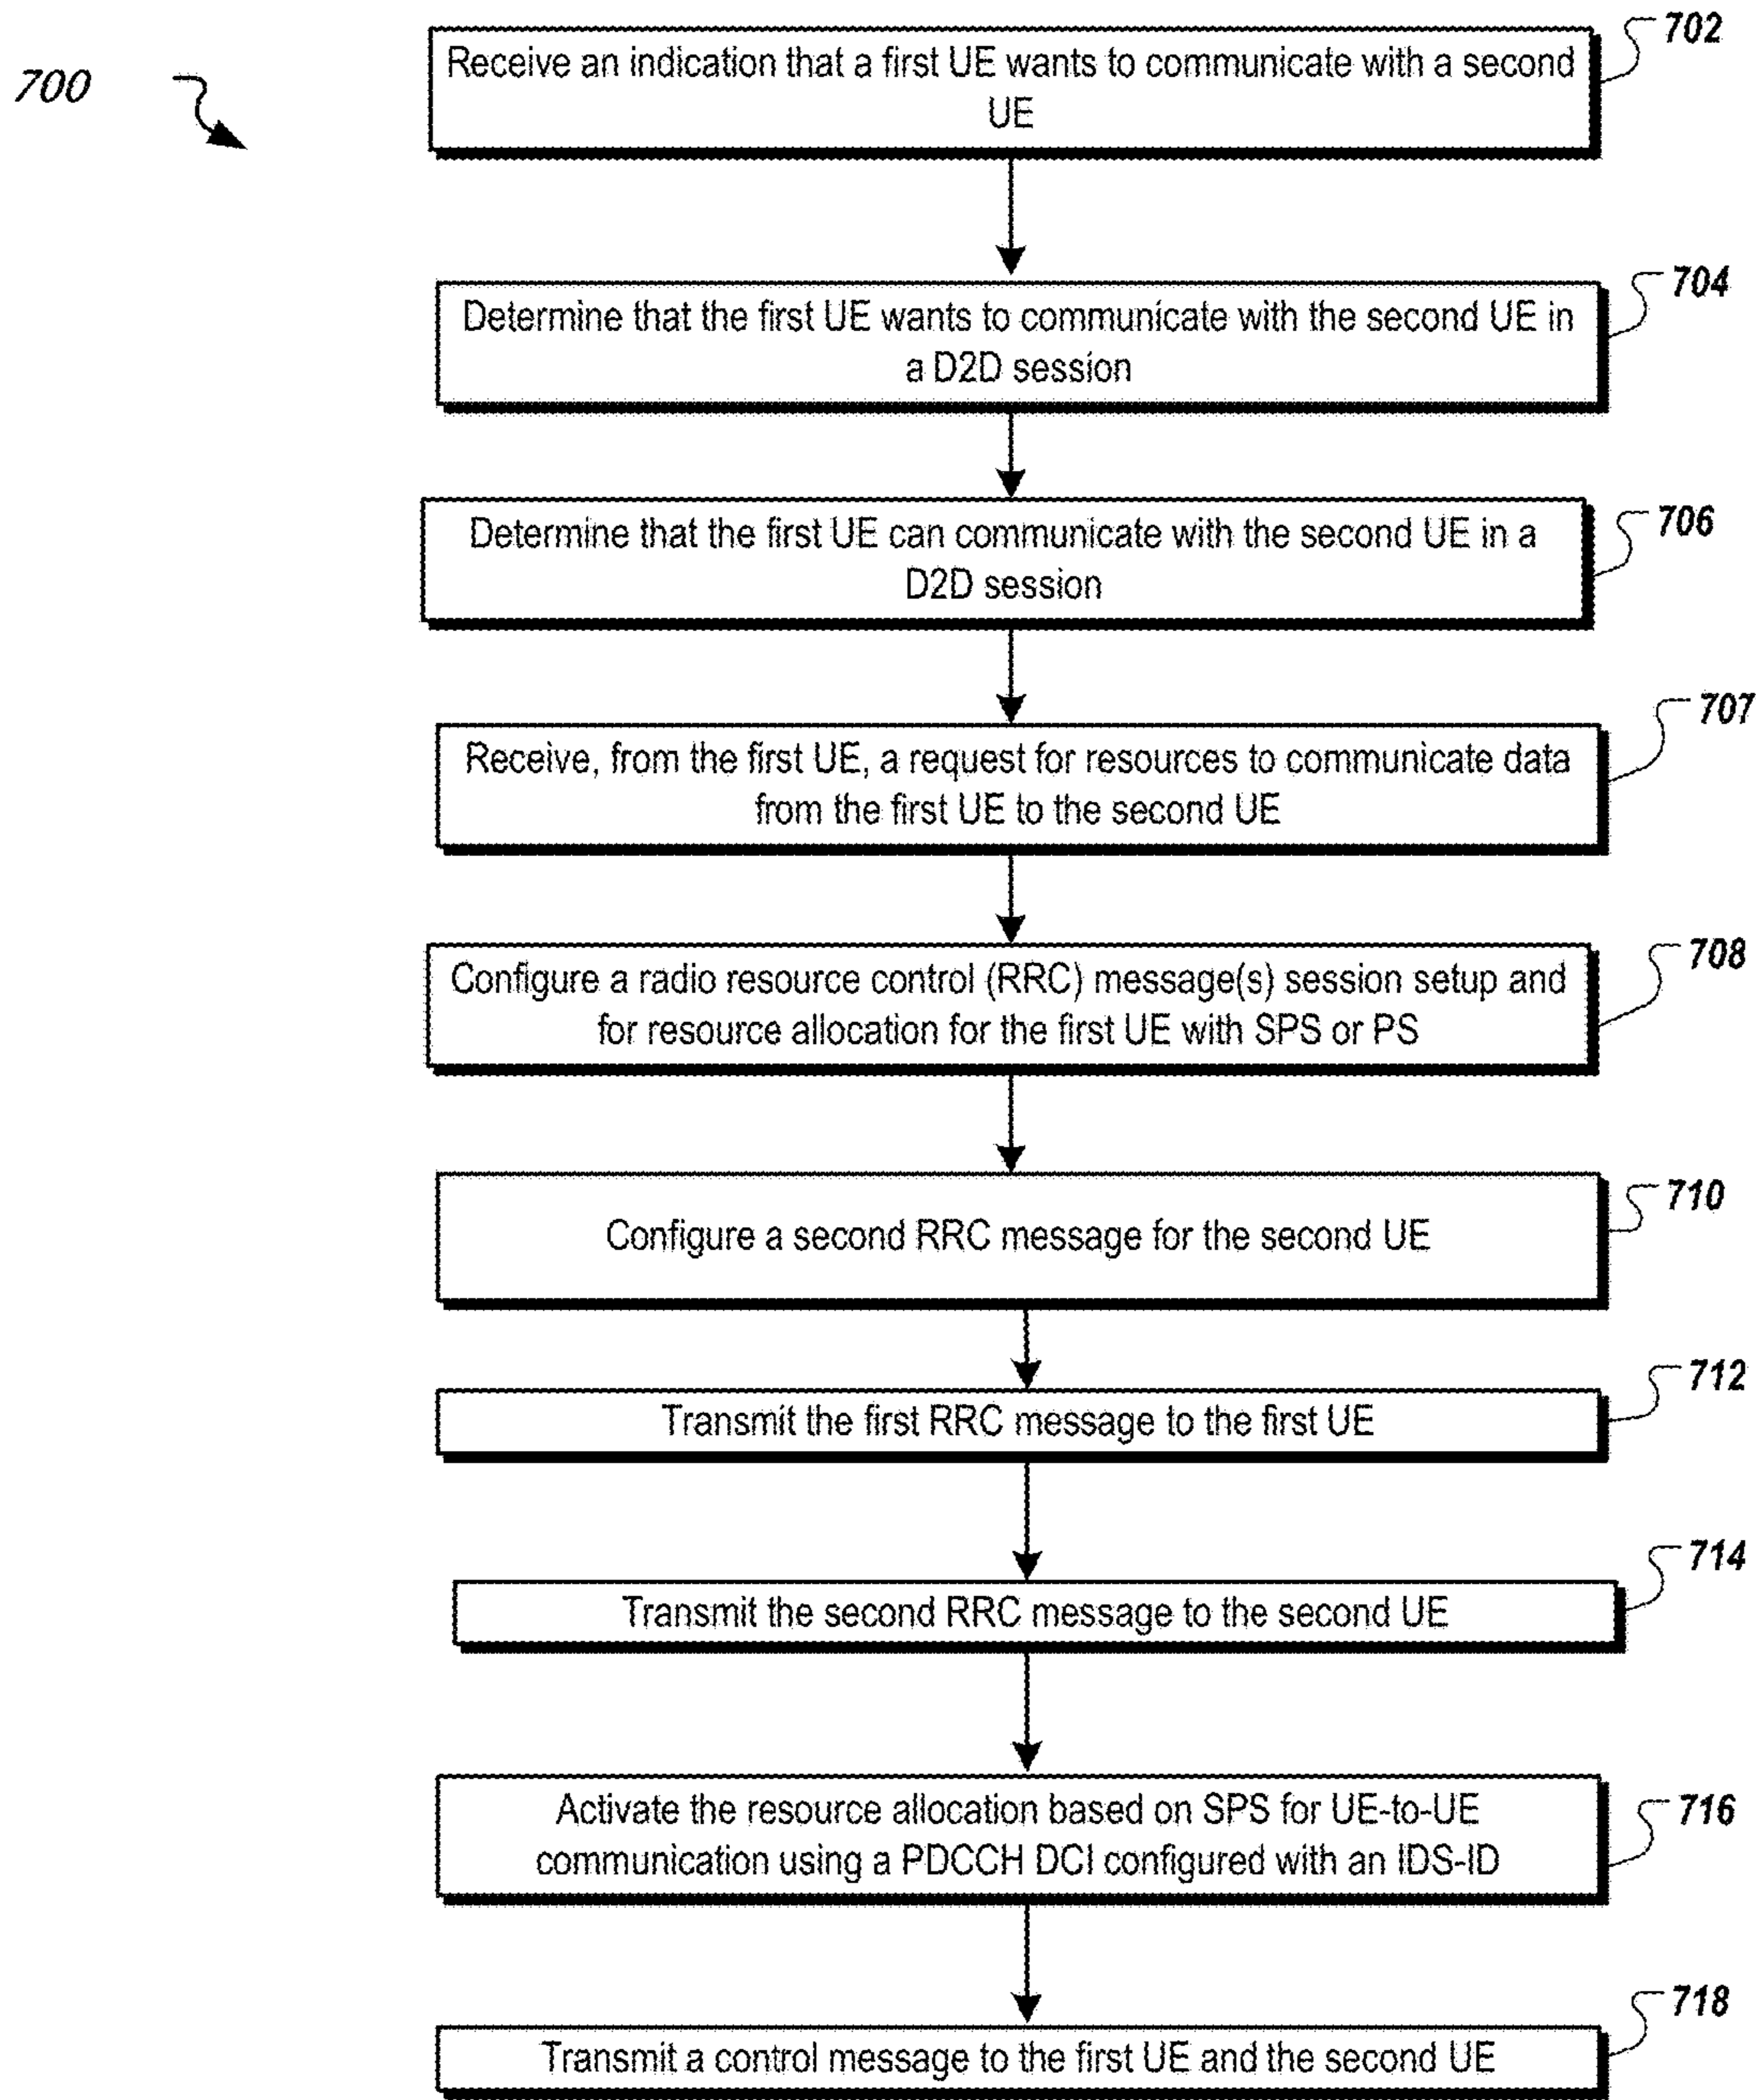 700
702
Receive an indication that a first UE wants to communicate with a second
UE
704
Determine that the first UE wants to communicate with the second UE in
a D2D session
706
Determine that the first UE can communicate with the second UE in a
D2D session
707
Receive, from the first UE, a request for resources to communicate data
from the first UE to the second UE
708
Configure a radio resource control (RRC) message(s) session setup and
for resource allocation for the first UE with SPS or PS
710
Configure a second RRC message for the second UE
712
Transmit the first RRC message to the first UE
714
Transmit the second RRC message to the second UE
716
Activate the resource allocation based on SPS for UE-to-UE
communication using a PDCCH DCI configured with an IDS-ID
718
Transmit a control message to the first UE and the second UE